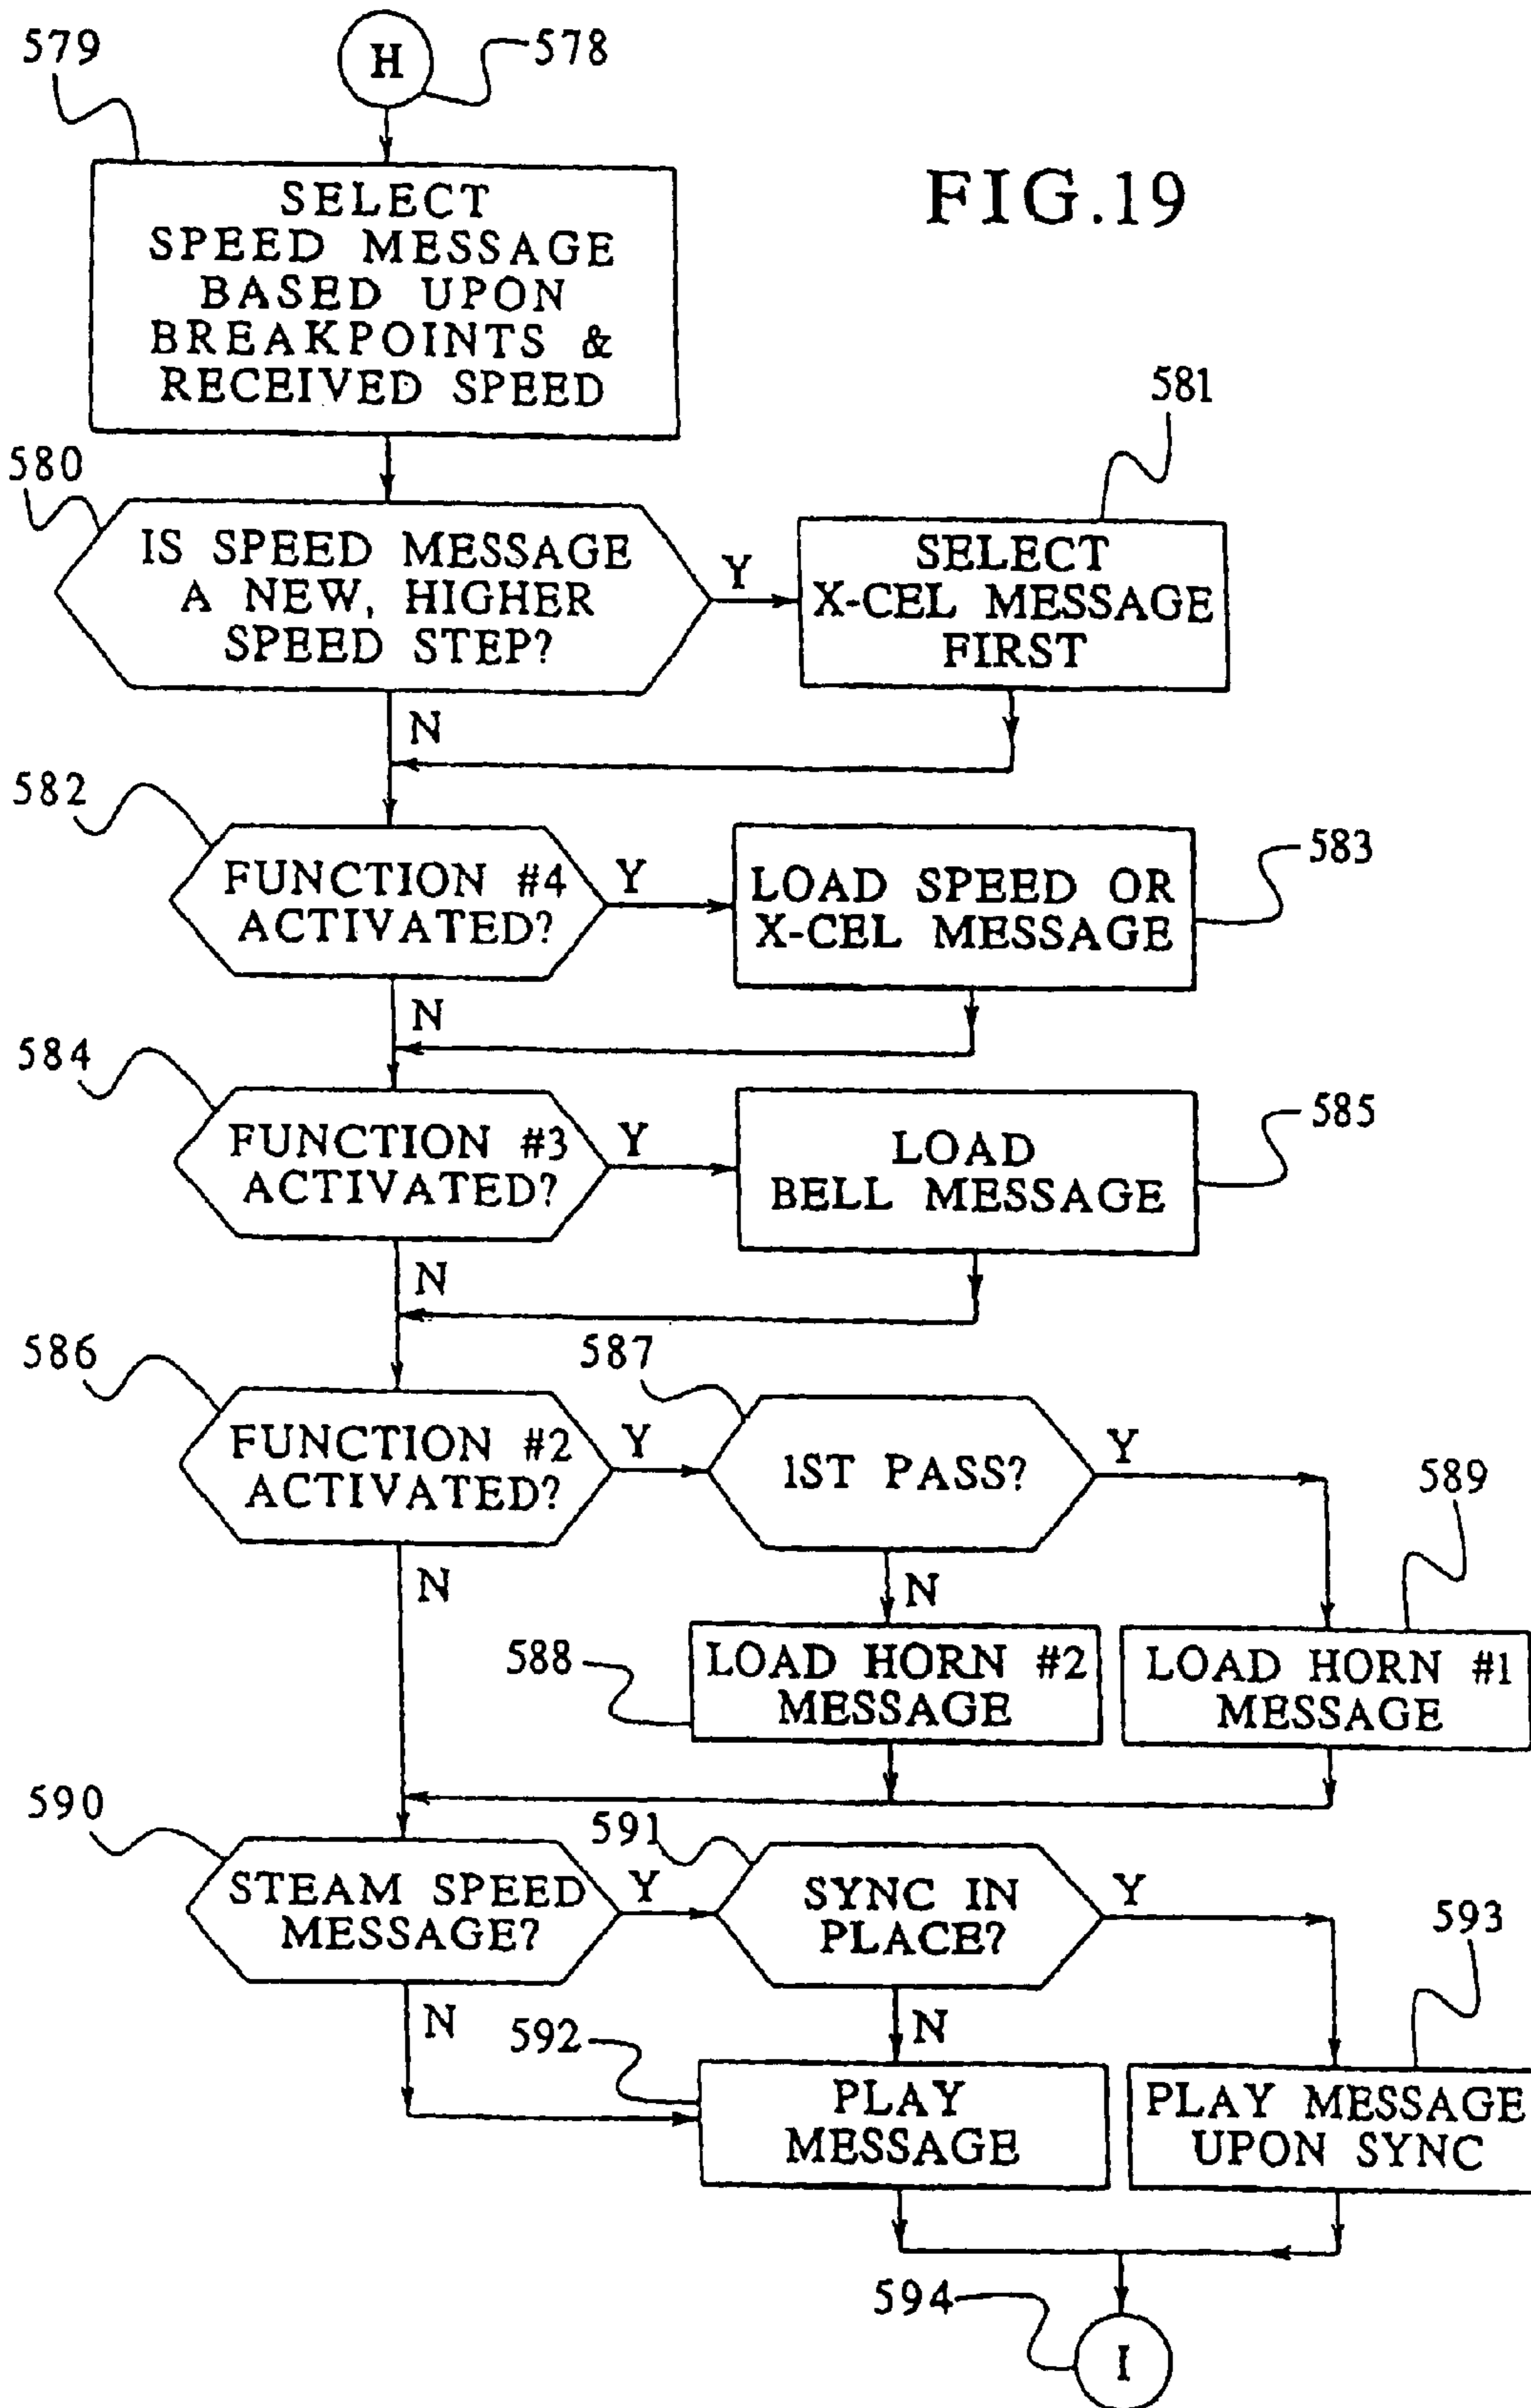 579
H
578
FIG.19
SELECT
SPEED MESSAGE
BASED UPON
BREAKPOINTS &
RECEIVED SPEED
580
IS SPEED MESSAGE
A NEW, HIGHER
SPEED STEP?
Y
581
SELECT
X-CEL MESSAGE
FIRST
N
582
FUNCTION #4
ACTIVATED?
Y
LOAD SPEED OR
X-CEL MESSAGE
583
N
584
FUNCTION #3
ACTIVATED?
Y
LOAD
BELL MESSAGE
585
N
586
FUNCTION #2
ACTIVATED?
Y
587
1ST PASS?
Y
589
N
N
588
LOAD HORN #2
MESSAGE
LOAD HORN #1
MESSAGE
590
STEAM SPEED
MESSAGE?
Y
591
SYNC IN
PLACE?
Y
593
N
N
592
PLAY
MESSAGE
PLAY MESSAGE
UPON SYNC
594
I